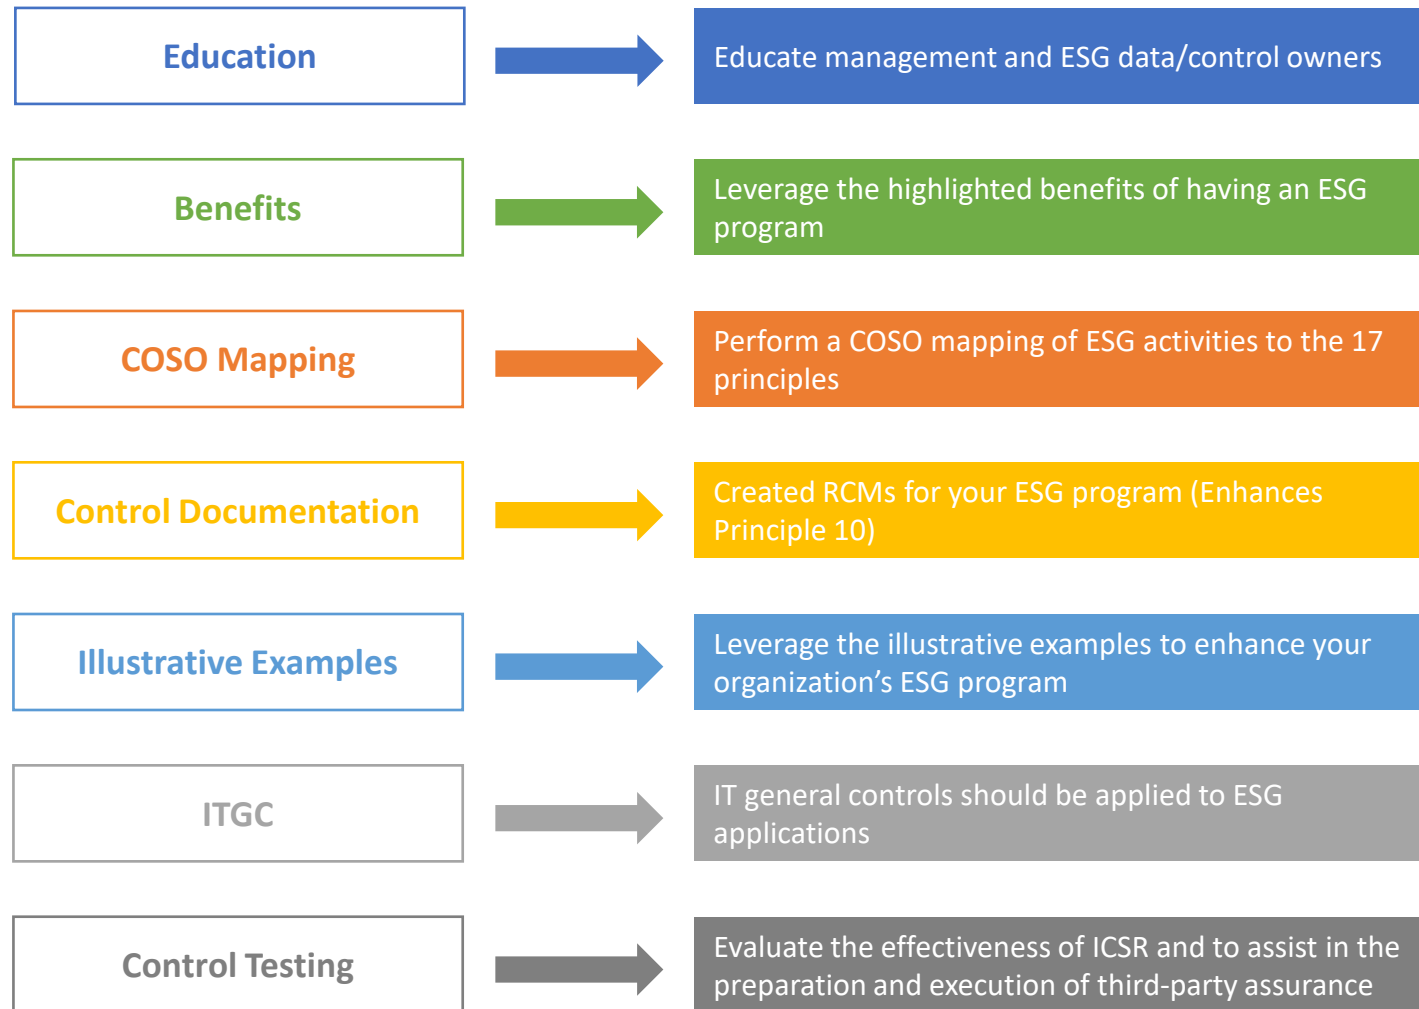 Education
Educate management and ESG data/control owners
Benefits
Leverage the highlighted benefits of having an ESG
program
COSO Mapping
Perform a COSO mapping of ESG activities to the 17
principles
Control Documentation
Created RCMs for your ESG program (Enhances
Principle 10)
Illustrative Examples
Leverage the illustrative examples to enhance your
organization’s ESG program
ITGC
IT general controls should be applied to ESG
applications
Control Testing
Evaluate the effectiveness of ICSR and to assist in the
preparation and execution of third-party assurance